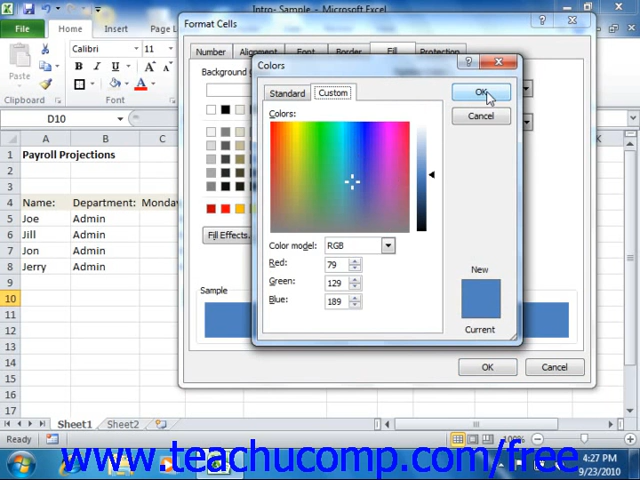 Intro- Sample - Microsoft Excel
File Home Insert
Calibri 11
B I U
Paste
Clipboard Font
D10
A B C K
1 Payroll Projections
2
3
4 Name: Department: Monday
5 Joe Admin
6 Jill Admin
7 Jon Admin
8 Jerry Admin
9
10
11
12
13
14
15
16
17
Sheet1 Sheet2
Ready 100%
Format Cells
Number Alignment Font Border Fill Protection
Background
Fill Effects...
Sample
OK Cancel
Colors
Standard Custom
OK
Cancel
Colors:
Color model: RGB
Red: 79
Green: 129
Blue: 189
New
Current
www.teachucomp.com/free
4:27 PM
9/23/2010